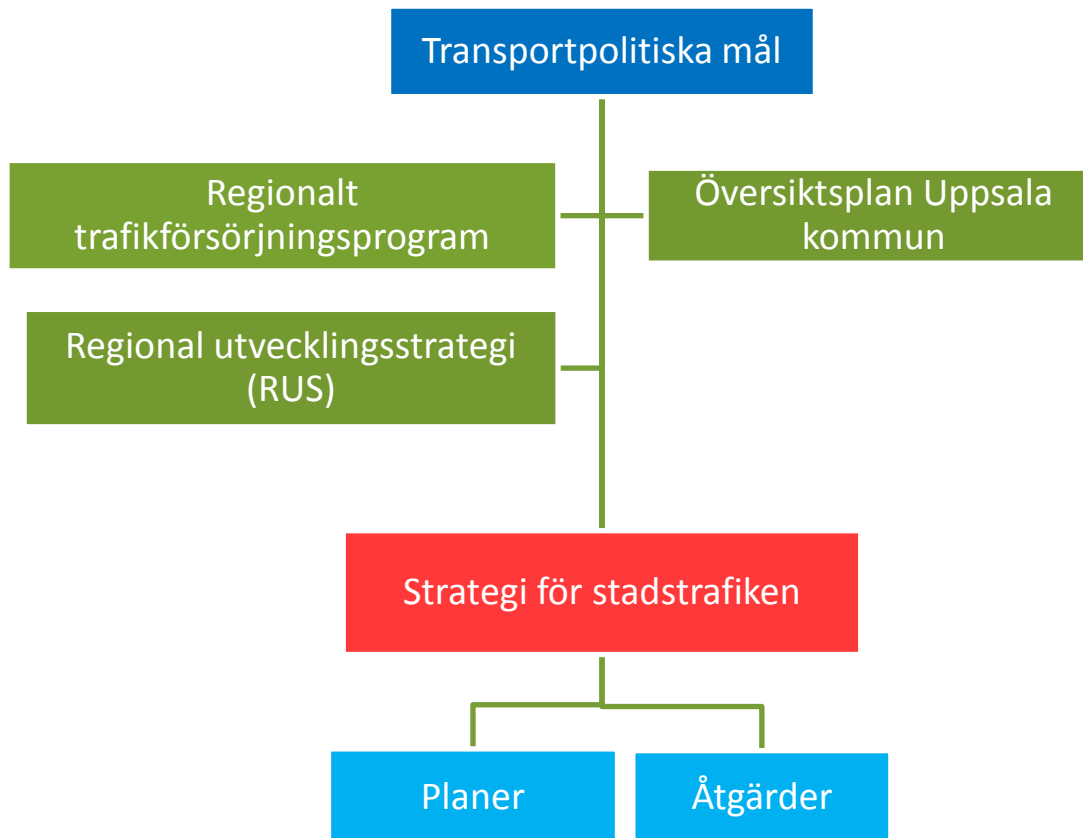 Transportpolitiska mål
Regionalt
trafikförsörjningsprogram
Översiktsplan Uppsala
kommun
Regional utvecklingsstrategi
(RUS)
Strategi för stadstrafiken
Planer
Åtgärder